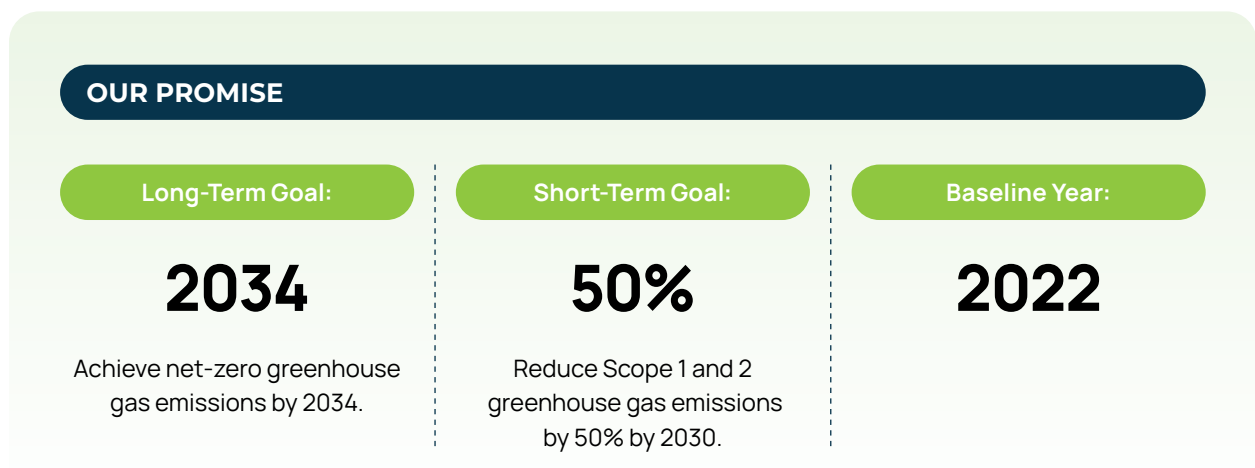 OUR PROMISE
Long-Term Goal:
2034
Achieve net-zero greenhouse
gas emissions by 2034.
Short-Term Goal:
50%
Reduce Scope 1 and 2
greenhouse gas emissions
by 50% by 2030.
Baseline Year:
2022